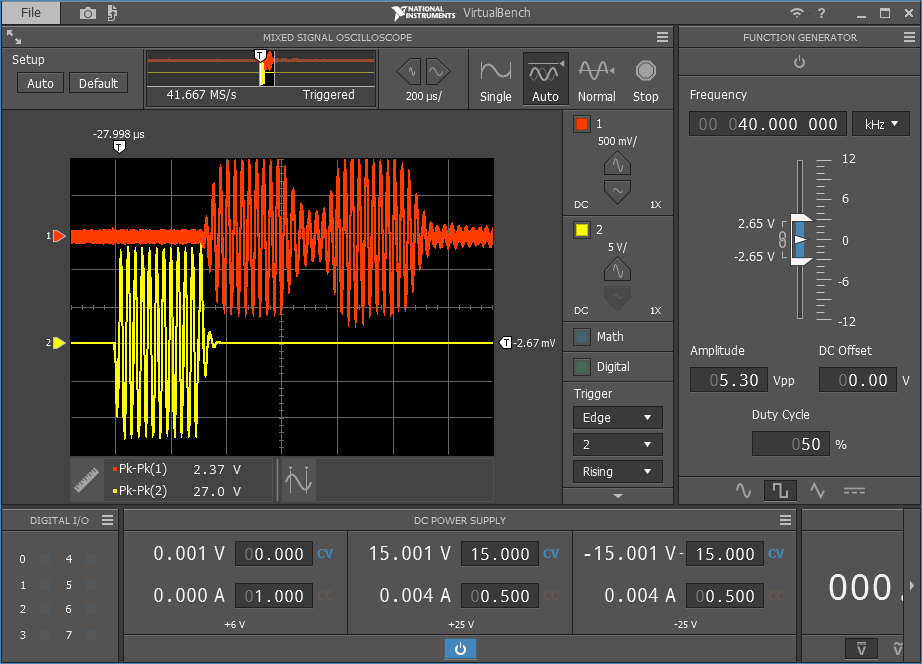 File
NATIONAL INSTRUMENTS VirtualBench
?
MIXED SIGNAL OSCILLOSCOPE
FUNCTION GENERATOR
Setup
Auto Default
T
41.667 MS/s Triggered
200 µs/
Single Auto Normal Stop
-27.998 µs
T
1
2
T -2.67 mV
Pk-Pk(1) 2.37 V
Pk-Pk(2) 27.0 V
1
500 mV/
DC 1X
2
5 V/
DC 1X
Math
Digital
Trigger
Edge
2
Rising
Frequency
00 040.000 000 kHz
12
6
0
-6
-12
2.65 V
-2.65 V
Amplitude DC Offset
05.30 Vpp 00.00 V
Duty Cycle
050 %
DIGITAL I/O
0 4
1 5
2 6
3 7
DC POWER SUPPLY
0.001 V 00.000 CV
0.000 A 01.000 CC
+6 V
15.001 V 15.000 CV
0.004 A 00.500 CC
+25 V
-15.001 V - 15.000 CV
0.004 A 00.500 CC
-25 V
000.
V V